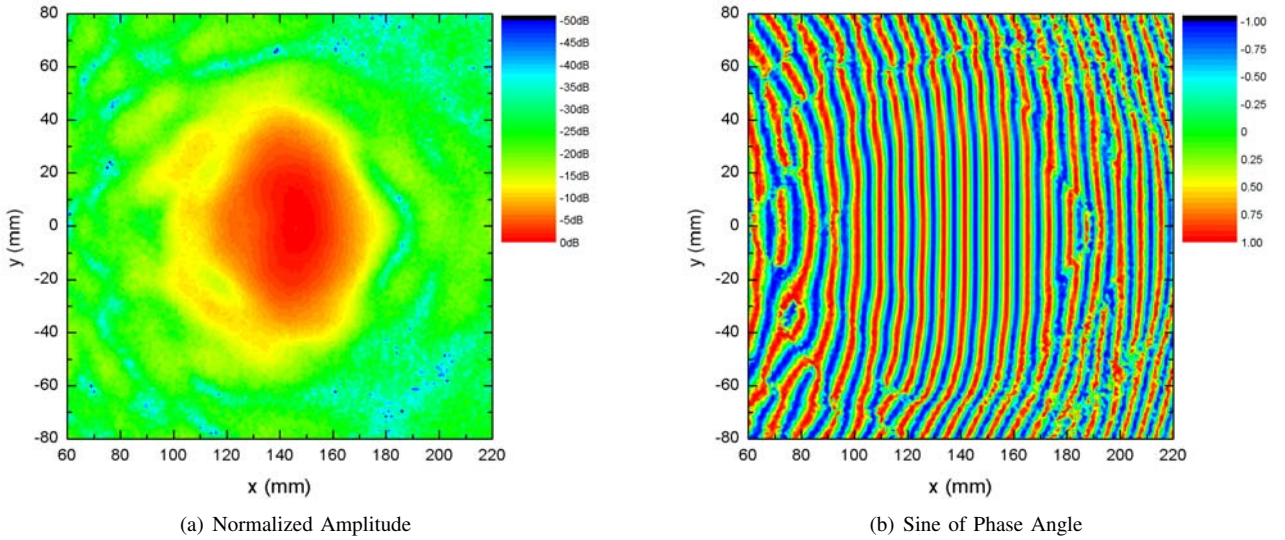 80
60
40
20
0
-20
-40
-60
-80
y (mm)
60 80 100 120 140 160 180 200 220
x (mm)
-50dB
-45dB
-40dB
-35dB
-30dB
-25dB
-20dB
-15dB
-10dB
-5dB
0dB
(a) Normalized Amplitude
80
60
40
20
0
-20
-40
-60
-80
y (mm)
60 80 100 120 140 160 180 200 220
x (mm)
-1.00
-0.75
-0.50
-0.25
0
0.25
0.50
0.75
1.00
(b) Sine of Phase Angle